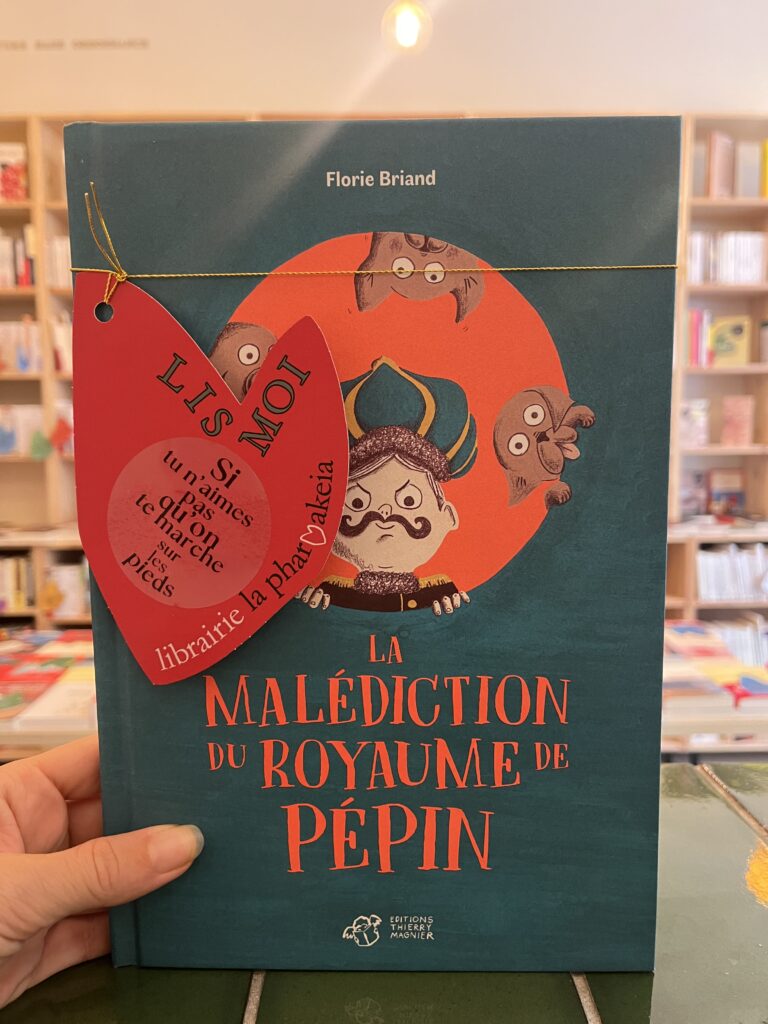 Florie Briand
LIS
MOI
Si
tu n'aimes
pas
qu'on
te marche
sur
les
pieds
librairie la pharmakeia
LA
MALÉDICTION
DU ROYAUME DE
PÉPIN
EDITIONS
THIERRY
MAGNIER